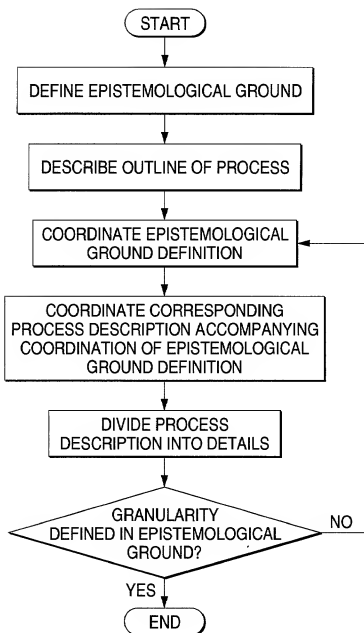 START
DEFINE EPISTEMOLOGICAL GROUND
DESCRIBE OUTLINE OF PROCESS
COORDINATE EPISTEMOLOGICAL
GROUND DEFINITION
COORDINATE CORRESPONDING
PROCESS DESCRIPTION ACCOMPANYING
COORDINATION OF EPISTEMOLOGICAL
GROUND DEFINITION
DIVIDE PROCESS
DESCRIPTION INTO DETAILS
GRANULARITY
DEFINED IN EPISTEMOLOGICAL
GROUND?
NO
YES
END